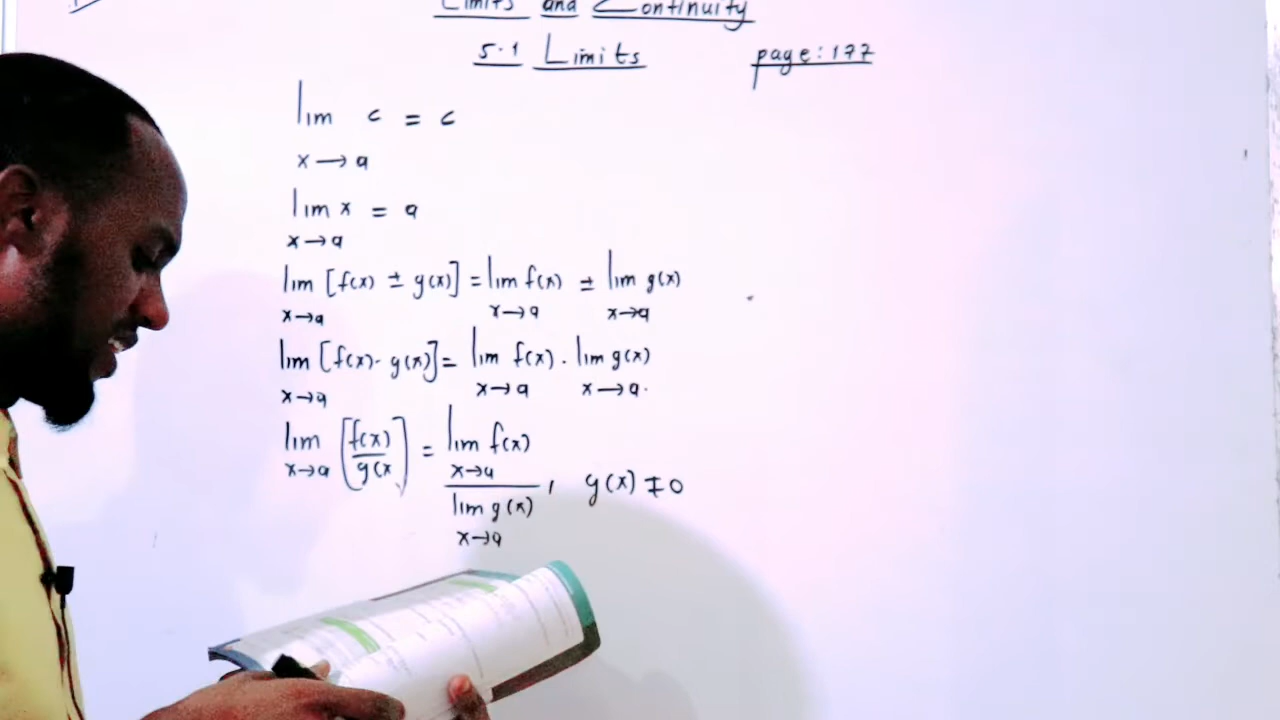 Limits and Continuity
5.1 Limits page: 177
lim c = c
x→a
lim x = a
x→a
lim [f(x) ± g(x)] = lim f(x) ± lim g(x)
x→a x→a x→a
lim [f(x)· g(x)] = lim f(x) . lim g(x)
x→a x→a x→a.
lim [f(x)/g(x] = lim f(x)
x→a x→a
lim g(x) , g(x) ≠ 0
x→a